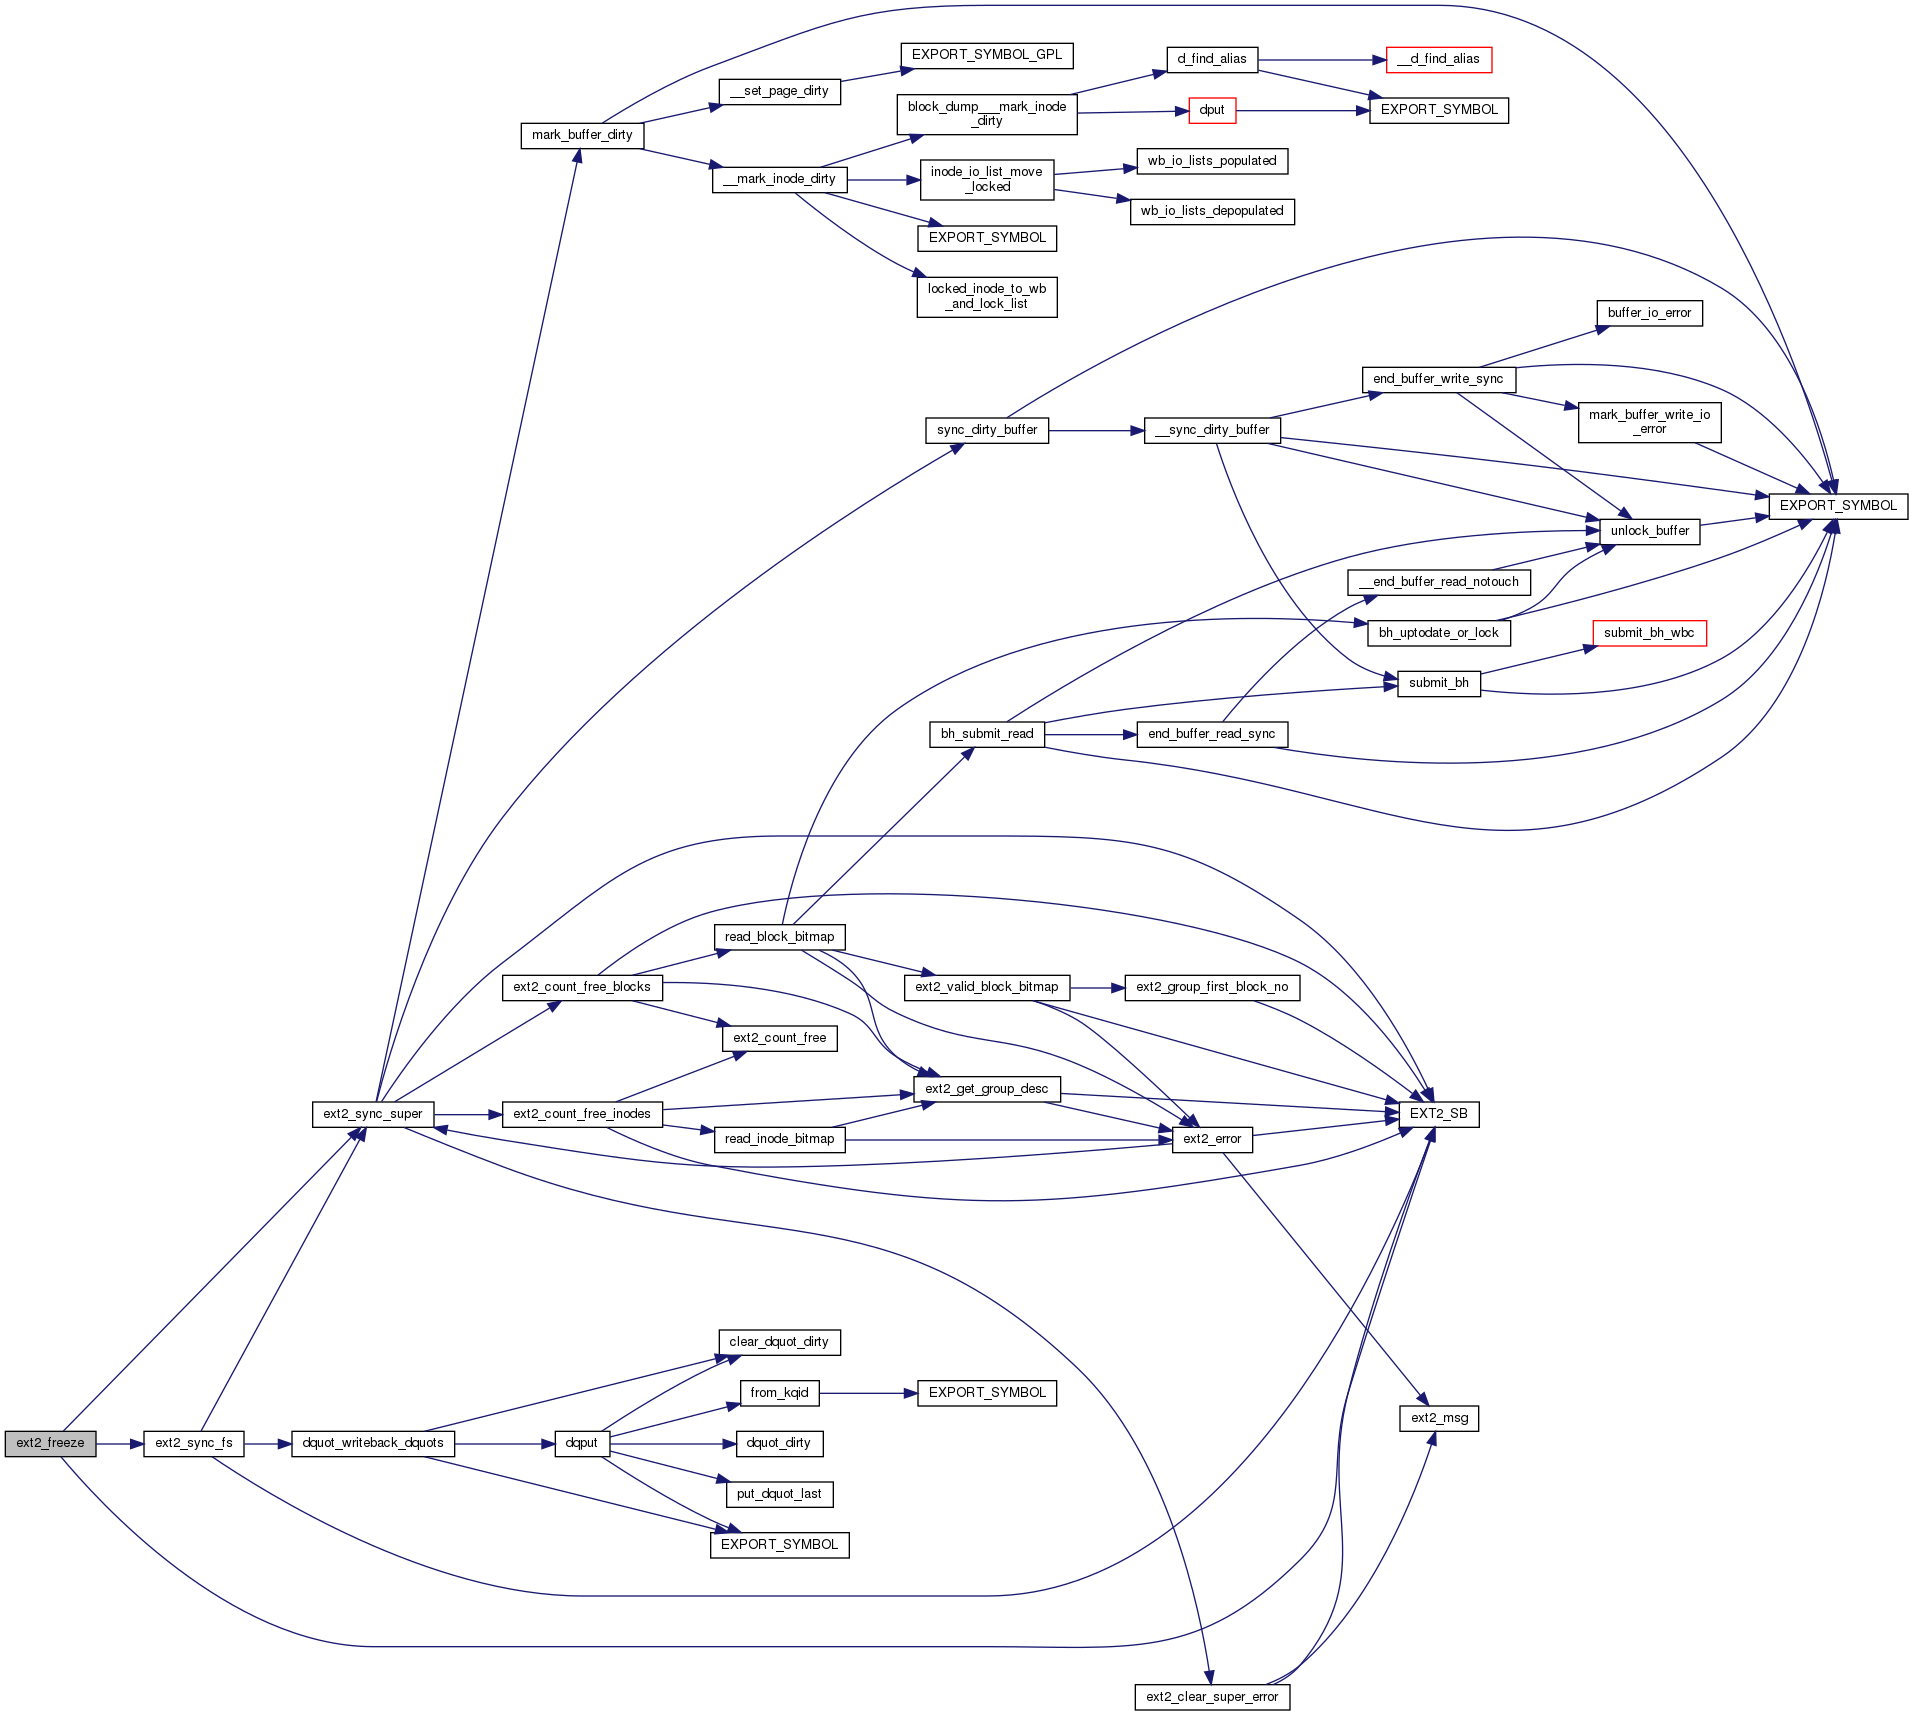 EXPORT_SYMBOL_GPL
d_find_alias
__d_find_alias
__set_page_dirty
block_dump___mark_inode
_dirty
dput
EXPORT_SYMBOL
mark_buffer_dirty
__mark_inode_dirty
inode_io_list_move
_locked
wb_io_lists_populated
wb_io_lists_depopulated
EXPORT_SYMBOL
locked_inode_to_wb
_and_lock_list
buffer_io_error
end_buffer_write_sync
mark_buffer_write_io
_error
sync_dirty_buffer
__sync_dirty_buffer
EXPORT_SYMBOL
unlock_buffer
__end_buffer_read_notouch
bh_uptodate_or_lock
submit_bh_wbc
submit_bh
bh_submit_read
end_buffer_read_sync
read_block_bitmap
ext2_count_free_blocks
ext2_valid_block_bitmap
ext2_group_first_block_no
ext2_count_free
ext2_get_group_desc
ext2_sync_super
ext2_count_free_inodes
EXT2_SB
read_inode_bitmap
ext2_error
clear_dquot_dirty
from_kqid
EXPORT_SYMBOL
ext2_msg
ext2_freeze
ext2_sync_fs
dquot_writeback_dquots
dqput
dquot_dirty
put_dquot_last
EXPORT_SYMBOL
ext2_clear_super_error